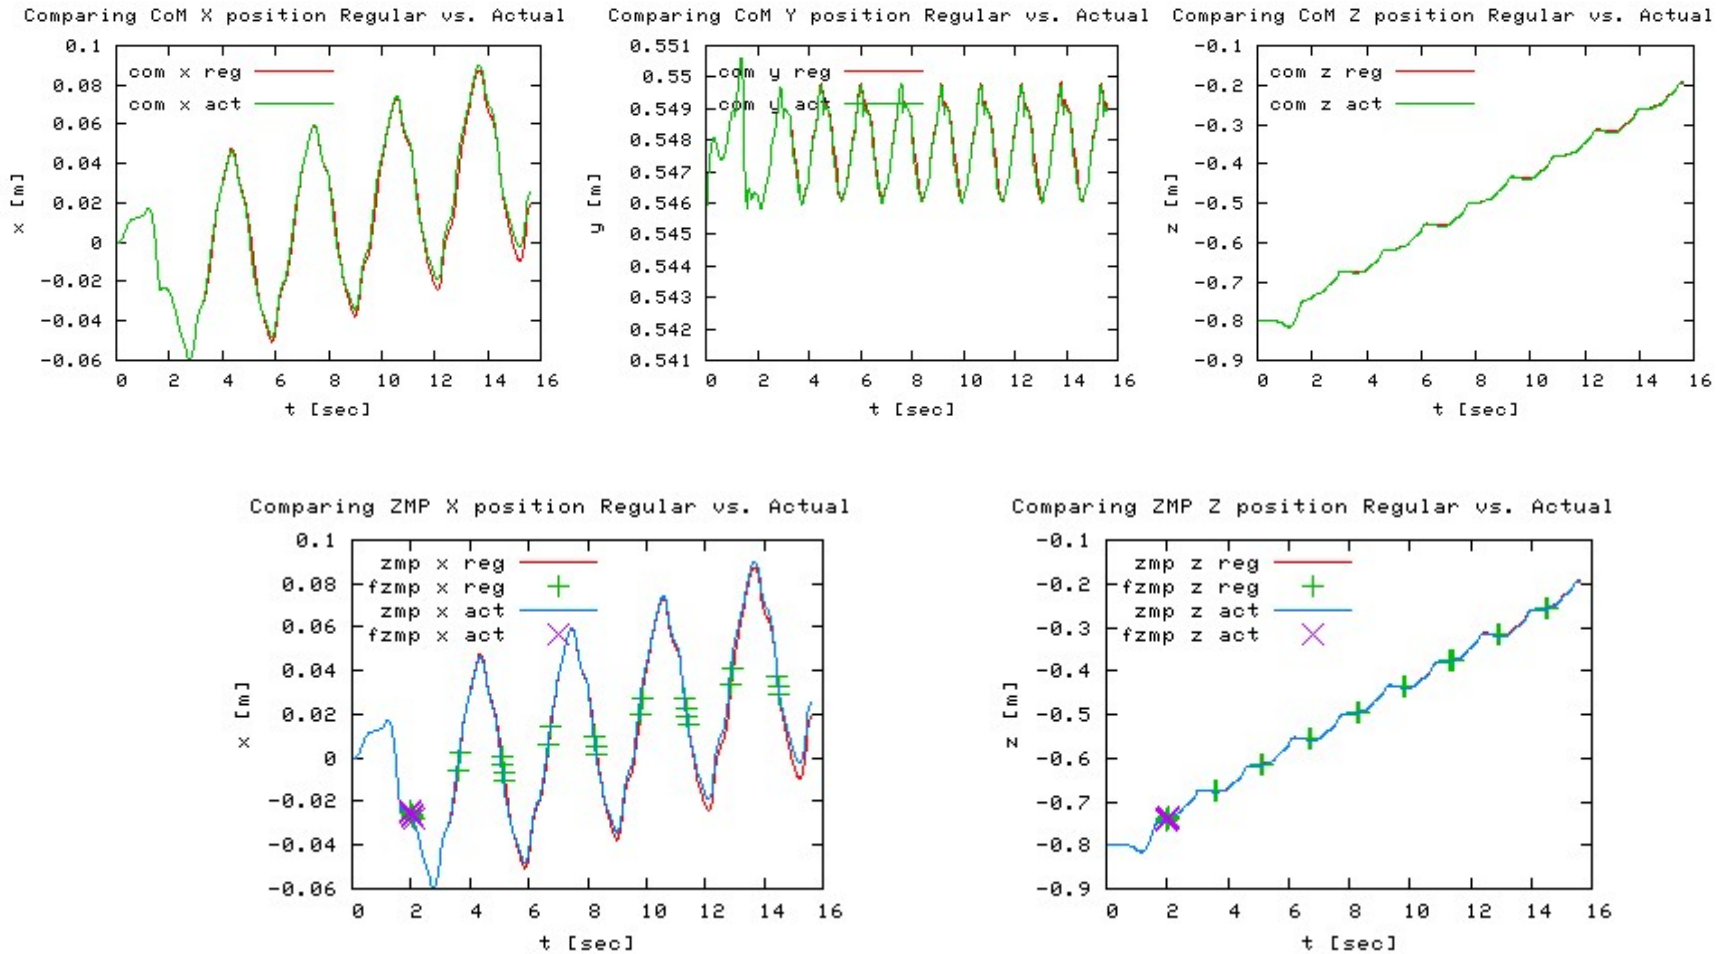 Comparing CoM X position Regular vs. Actual
0.1
0.08
0.06
0.04
0.02
0
-0.02
-0.04
-0.06
com x reg
com x act
x [m]
0 2 4 6 8 10 12 14 16
t [sec]
Comparing CoM Y position Regular vs. Actual
0.551
0.55
0.549
0.548
0.547
0.546
0.545
0.544
0.543
0.542
0.541
com y reg
com y act
y [m]
0 2 4 6 8 10 12 14 16
t [sec]
Comparing CoM Z position Regular vs. Actual
-0.1
-0.2
-0.3
-0.4
-0.5
-0.6
-0.7
-0.8
-0.9
com z reg
com z act
z [m]
0 2 4 6 8 10 12 14 16
t [sec]
Comparing ZMP X position Regular vs. Actual
0.1
0.08
0.06
0.04
0.02
0
-0.02
-0.04
-0.06
zmp x reg
fzmp x reg
zmp x act
fzmp x act
x [m]
0 2 4 6 8 10 12 14 16
t [sec]
Comparing ZMP Z position Regular vs. Actual
-0.1
-0.2
-0.3
-0.4
-0.5
-0.6
-0.7
-0.8
-0.9
zmp z reg
fzmp z reg
zmp z act
fzmp z act
z [m]
0 2 4 6 8 10 12 14 16
t [sec]